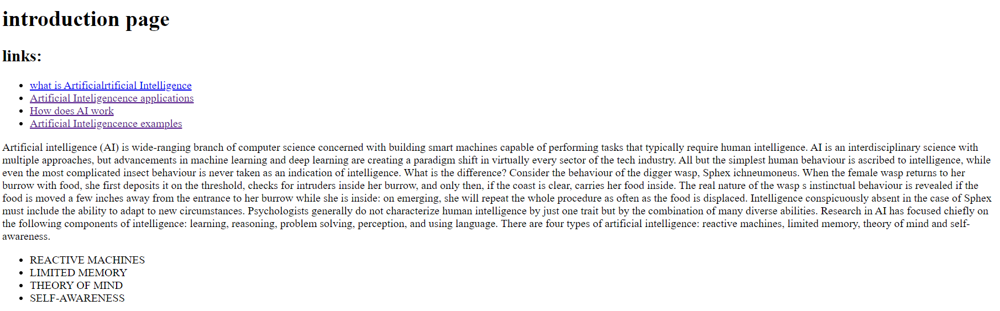 introduction page
links:
what is Artificialrtificial Intelligence
Artificial Inteligencence applications
How does AI work
Artificial Inteligencence examples
Artificial intelligence (AI) is wide-ranging branch of computer science concerned with building smart machines capable of performing tasks that typically require human intelligence. AI is an interdisciplinary science with
multiple approaches, but advancements in machine learning and deep learning are creating a paradigm shift in virtually every sector of the tech industry. All but the simplest human behaviour is ascribed to intelligence, while
even the most complicated insect behaviour is never taken as an indication of intelligence. What is the difference? Consider the behaviour of the digger wasp, Sphex ichneumoneus. When the female wasp returns to her
burrow with food, she first deposits it on the threshold, checks for intruders inside her burrow, and only then, if the coast is clear, carries her food inside. The real nature of the wasp s instinctual behaviour is revealed if the
food is moved a few inches away from the entrance to her burrow while she is inside: on emerging, she will repeat the whole procedure as often as the food is displaced. Intelligence conspicuously absent in the case of Sphex
must include the ability to adapt to new circumstances. Psychologists generally do not characterize human intelligence by just one trait but by the combination of many diverse abilities. Research in AI has focused chiefly on
the following components of intelligence: learning, reasoning, problem solving, perception, and using language. There are four types of artificial intelligence: reactive machines, limited memory, theory of mind and self-
awareness.
REACTIVE MACHINES
LIMITED MEMORY
THEORY OF MIND
SELF-AWARENESS